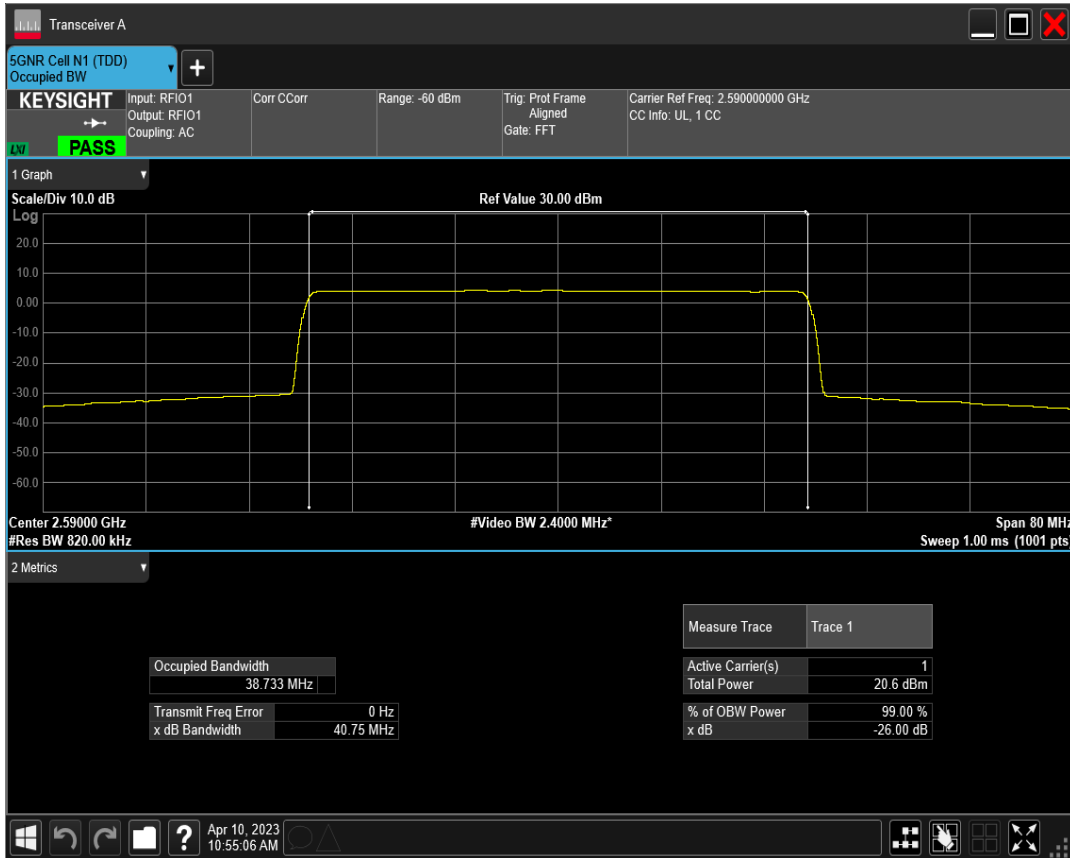 Transceiver A
5GNR Cell N1 (TDD)
Occupied BW
+
KEYSIGHT
LXI
PASS
Input: RFIO1
Output: RFIO1
Coupling: AC
Corr CCorr
Range: -60 dBm
Trig: Prot Frame
Aligned
Gate: FFT
Carrier Ref Freq: 2.590000000 GHz
CC Info: UL, 1 CC
1 Graph
Scale/Div 10.0 dB
Ref Value 30.00 dBm
Log
20.0
10.0
0.00
-10.0
-20.0
-30.0
-40.0
-50.0
-60.0
Center 2.59000 GHz
#Video BW 2.4000 MHz*
Span 80 MHz
#Res BW 820.00 kHz
Sweep 1.00 ms (1001 pts)
2 Metrics
Measure Trace Trace 1
Occupied Bandwidth
38.733 MHz
Active Carrier(s) 1
Total Power 20.6 dBm
Transmit Freq Error 0 Hz
x dB Bandwidth 40.75 MHz
% of OBW Power 99.00 %
x dB -26.00 dB
?
Apr 10, 2023
10:55:06 AM